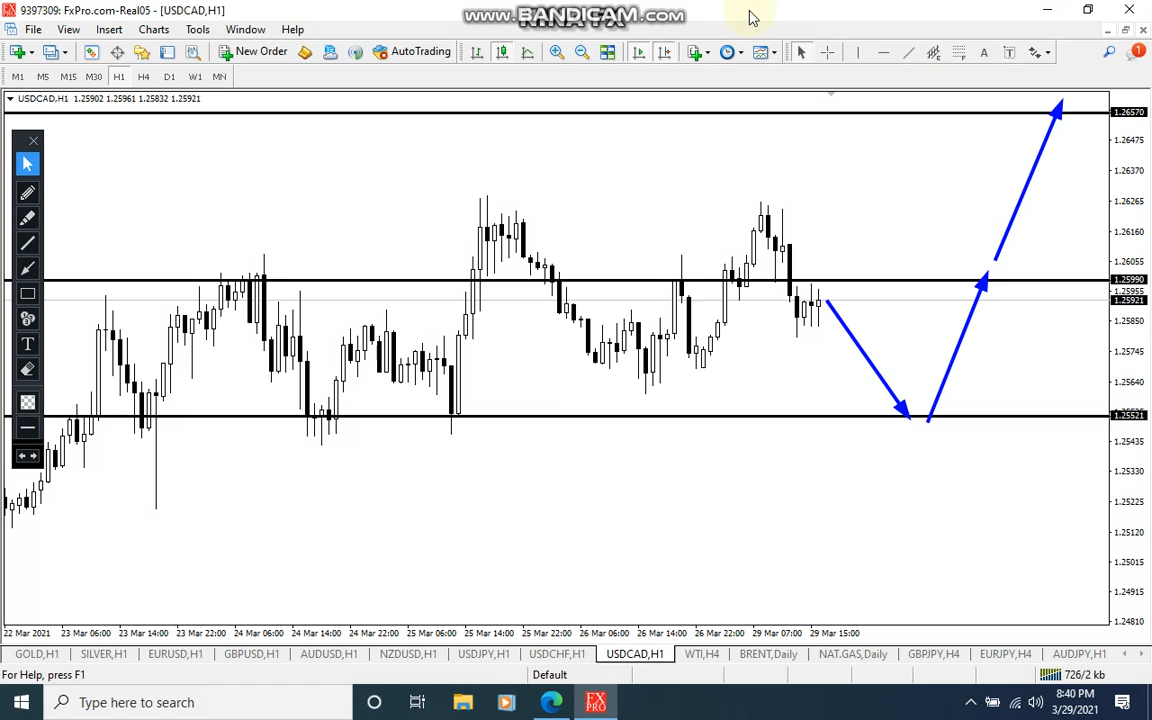 9397309: FxPro.com-Real05 - [USDCAD,H1]
www.BANDICAM.com
File View Insert Charts Tools Window Help
New Order AutoTrading
M1 M5 M15 M30 H1 H4 D1 W1 MN
USDCAD,H1 1.25902 1.25961 1.25832 1.25921
1.26570
1.26475
1.26370
1.26265
1.26160
1.26055
1.25990
1.25955
1.25921
1.25850
1.25745
1.25640
1.25521
1.25435
1.25330
1.25225
1.25120
1.25015
1.24915
1.24810
22 Mar 2021 23 Mar 06:00 23 Mar 14:00 23 Mar 22:00 24 Mar 06:00 24 Mar 14:00 24 Mar 22:00 25 Mar 06:00 25 Mar 14:00 25 Mar 22:00 26 Mar 06:00 26 Mar 14:00 26 Mar 22:00 29 Mar 07:00 29 Mar 15:00
GOLD,H1 SILVER,H1 EURUSD,H1 GBPUSD,H1 AUDUSD,H1 NZDUSD,H1 USDJPY,H1 USDCHF,H1 USDCAD,H1 WTI,H4 BRENT,Daily NAT.GAS,Daily GBPJPY,H4 EURJPY,H4 AUDJPY,H1
For Help, press F1 Default 726/2 kb
Type here to search FX PRO 8:40 PM
3/29/2021